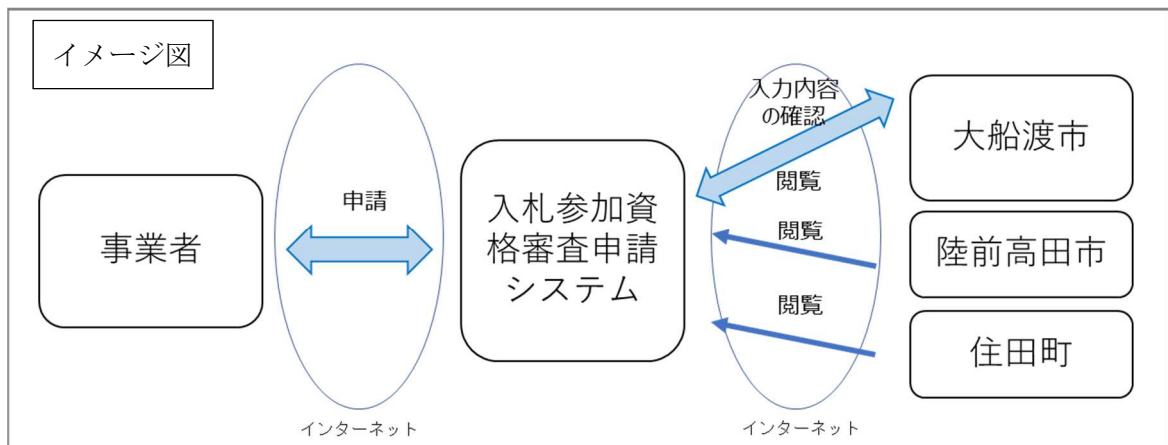 イメージ図
事業者
申請
インターネット
入札参加資
格審査申請
システム
入力内容
の確認
閲覧
閲覧
閲覧
インターネット
大船渡市
陸前高田市
住田町